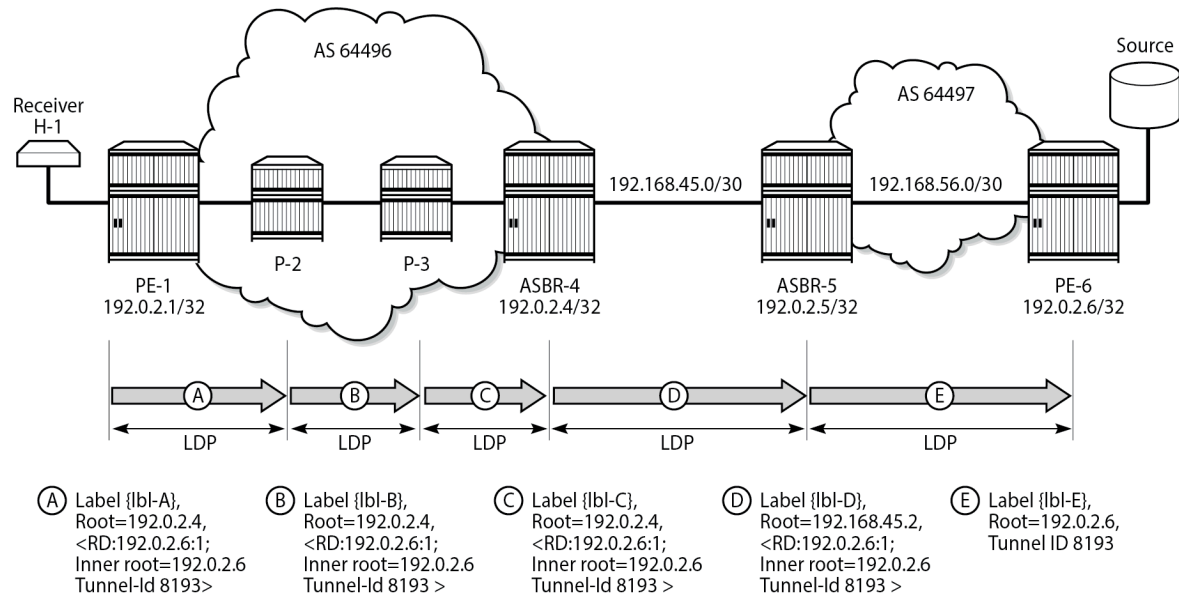 AS 64496
Source
AS 64497
Receiver
H-1
192.168.45.0/30
192.168.56.0/30
P-2
P-3
PE-1
192.0.2.1/32
ASBR-4
192.0.2.4/32
ASBR-5
192.0.2.5/32
PE-6
192.0.2.6/32
A
B
C
D
E
LDP
LDP
LDP
LDP
LDP
A Label {lbl-A},
Root=192.0.2.4,
<RD:192.0.2.6:1;
Inner root=192.0.2.6
Tunnel-Id 8193>
B Label {lbl-B},
Root=192.0.2.4,
<RD:192.0.2.6:1;
Inner root=192.0.2.6
Tunnel-Id 8193 >
C Label {lbl-C},
Root=192.0.2.4,
<RD:192.0.2.6:1;
Inner root=192.0.2.6
Tunnel-Id 8193 >
D Label {lbl-D},
Root=192.168.45.2,
<RD:192.0.2.6:1;
Inner root=192.0.2.6
Tunnel-Id 8193 >
E Label {lbl-E},
Root=192.0.2.6,
Tunnel ID 8193